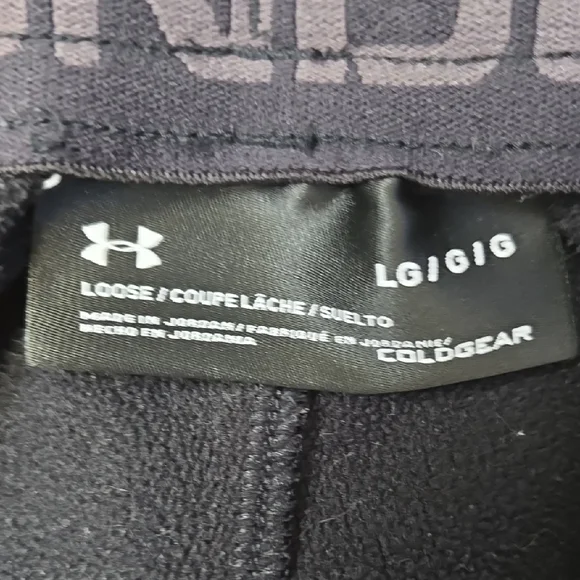 LG/G/G
LOOSE/COUPE LÂCHE/SUELTO
MADE IN JORDAN/FABRIQUÉ EN JORDANIE/
HECHO EN JORDANIA
COLDGEAR